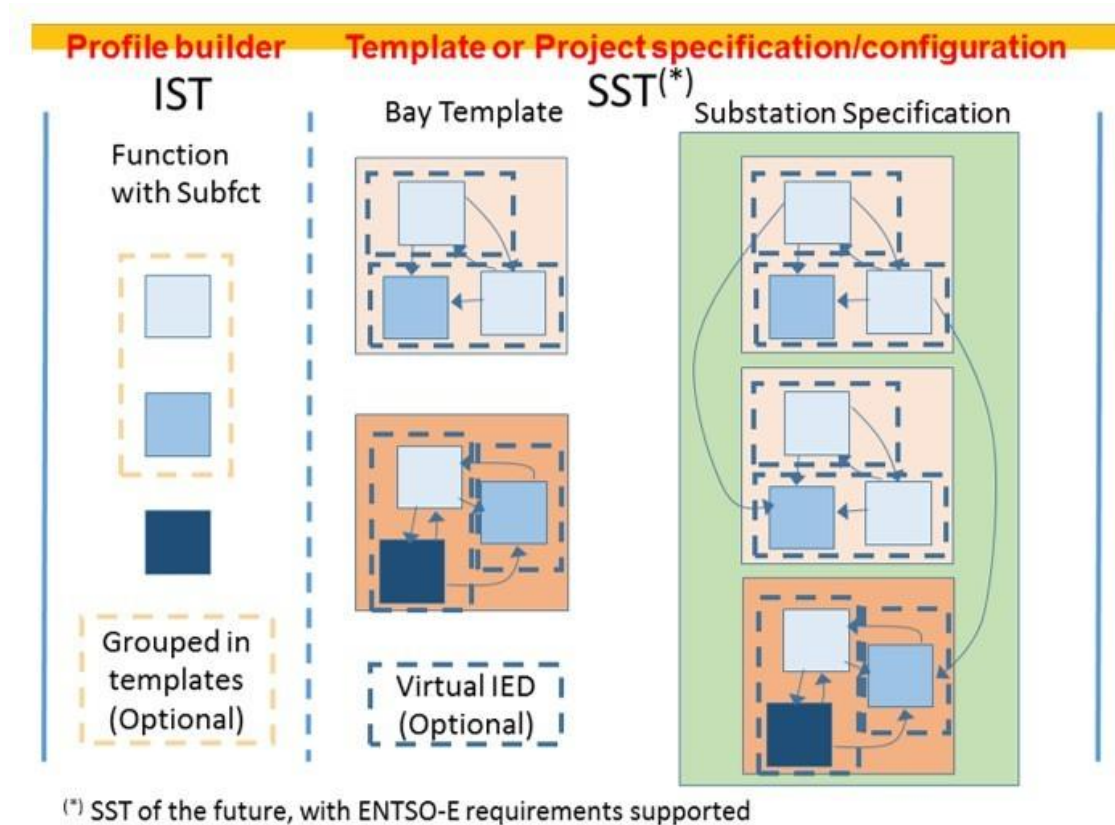 Profile builder
Template or Project specification/configuration
IST
SST(*)
Bay Template
Substation Specification
Function
with Subfct
Grouped in
templates
(Optional)
Virtual IED
(Optional)
(*) SST of the future, with ENTSO-E requirements supported